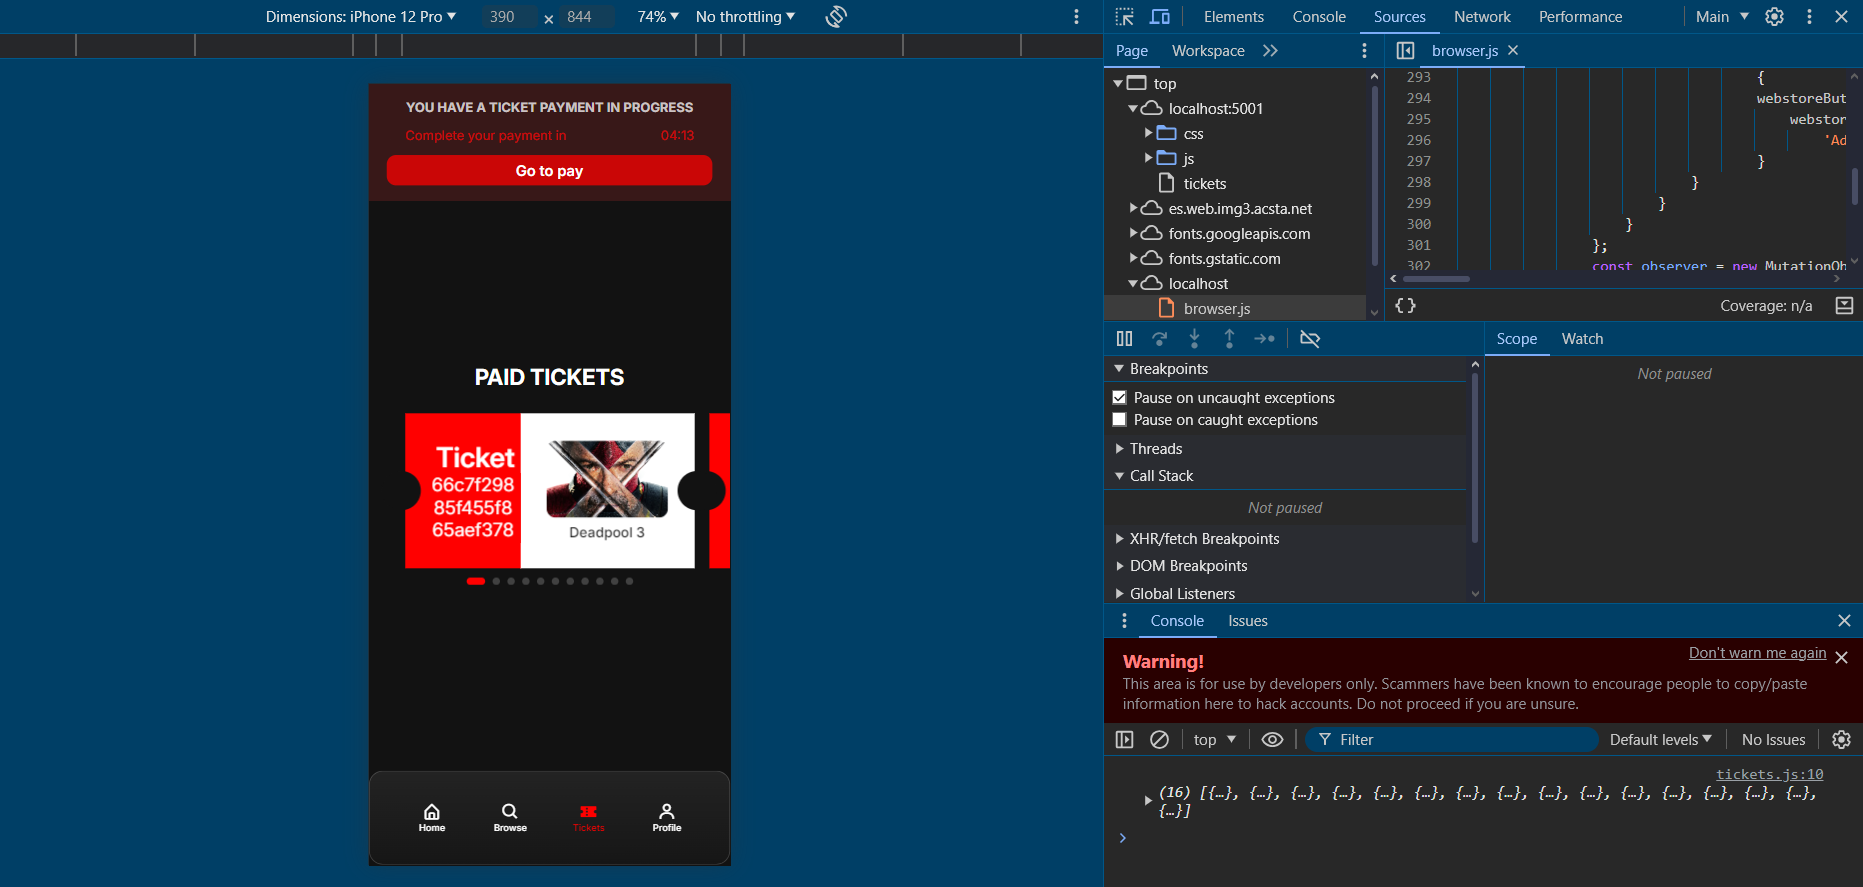 Dimensions: iPhone 12 Pro 390 × 844 74% No throttling
YOU HAVE A TICKET PAYMENT IN PROGRESS
Complete your payment in 04:13
Go to pay
PAID TICKETS
Ticket
66c7f298
85f455f8
65aef378
Deadpool 3
Home
Browse
Tickets
Profile
Elements Console Sources Network Performance Main
Page Workspace
browser.js
top
localhost:5001
css
js
tickets
es.web.img3.acsta.net
fonts.googleapis.com
fonts.gstatic.com
localhost
browser.js
293 {
294 webstoreBut
295 webstor
296 'Ad
297 }
298 }
299 }
300 }
301 };
302 const observer = new MutationOb
{} Coverage: n/a
Breakpoints
Pause on uncaught exceptions
Pause on caught exceptions
Threads
Call Stack
Not paused
XHR/fetch Breakpoints
DOM Breakpoints
Global Listeners
Scope Watch
Not paused
Console Issues
Warning!
Don't warn me again
This area is for use by developers only. Scammers have been known to encourage people to copy/paste
information here to hack accounts. Do not proceed if you are unsure.
top Filter Default levels No Issues
tickets.js:10
(16) [{…}, {…}, {…}, {…}, {…}, {…}, {…}, {…}, {…}, {…}, {…}, {…}, {…}, {…}, {…},
{…}]